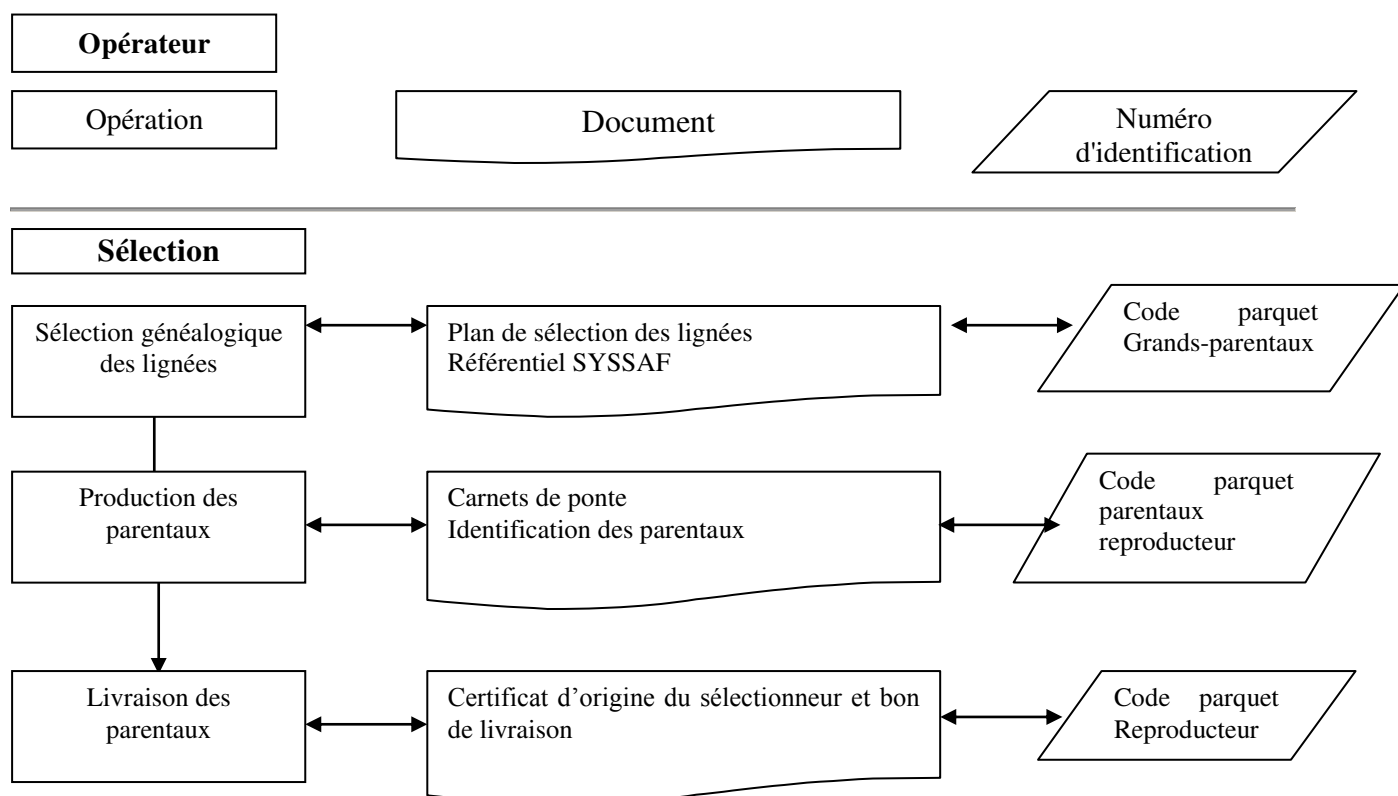 Opérateur
Opération
Document
Numéro
d'identification
Sélection
Sélection généalogique
des lignées
Plan de sélection des lignées
Référentiel SYSSAF
Code parquet
Grands-parentaux
Production des
parentaux
Carnets de ponte
Identification des parentaux
Code parquet
parentaux
reproducteur
Livraison des
parentaux
Certificat d’origine du sélectionneur et bon
de livraison
Code parquet
Reproducteur